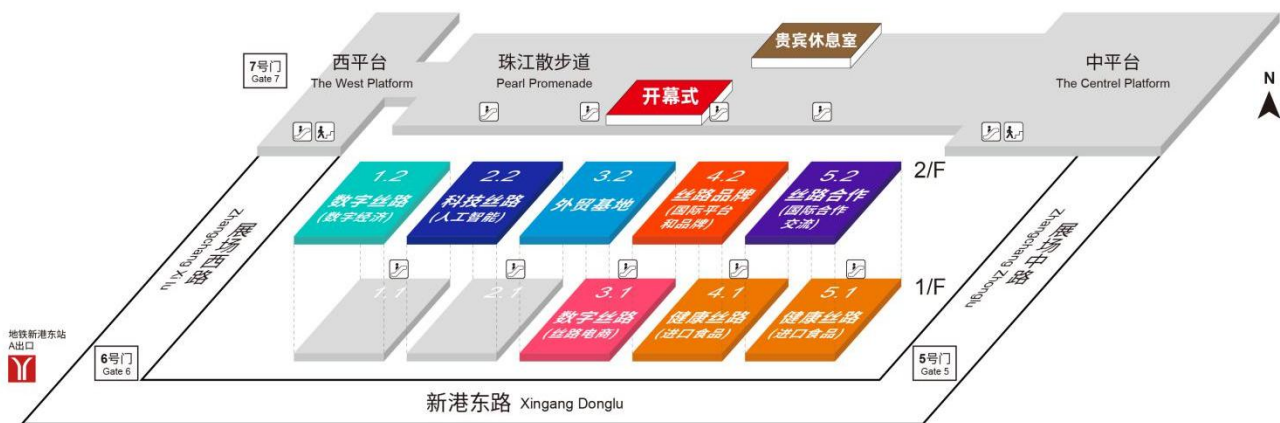 贵宾休息室
7号门
Gate 7
西平台
The West Platform
珠江散步道
Pearl Promenade
中平台
The Centrel Platform
开幕式
N
1.2
数字丝路
(数字经济)
2.2
科技丝路
(人工智能)
3.2
外贸基地
4.2
丝路品牌
(国际平台
和品牌)
5.2
丝路合作
(国际合作
交流)
2/F
展场西路
Zhangchang Xi lu
展场中路
Zhangchang Zhonglu
1.1
2.1
3.1
数字丝路
(丝路电商)
4.1
健康丝路
(进口食品)
5.1
健康丝路
(进口食品)
1/F
地铁新港东站
A出口
6号门
Gate 6
5号门
Gate 5
新港东路 Xingang Donglu